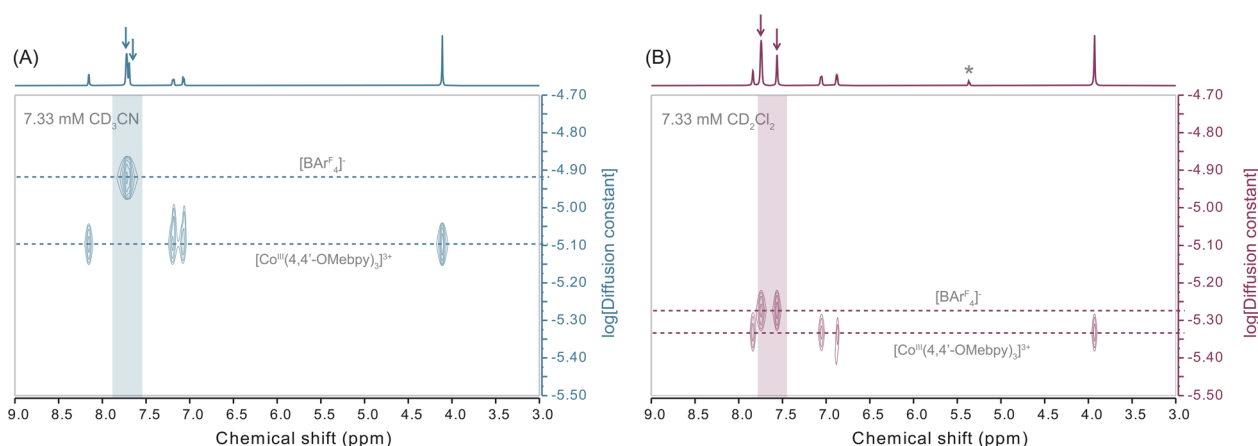 (A)
7.33 mM CD₃CN
[BArᶠ₄]⁻
[Coᴵᴵᴵ(4,4'-OMebpy)₃]³⁺
-4.70
-4.80
-4.90
-5.00
-5.10
-5.20
-5.30
-5.40
-5.50
log[Diffusion constant]
9.0 8.5 8.0 7.5 7.0 6.5 6.0 5.5 5.0 4.5 4.0 3.5 3.0
Chemical shift (ppm)
(B)
*
7.33 mM CD₂Cl₂
[BArᶠ₄]⁻
[Coᴵᴵᴵ(4,4'-OMebpy)₃]³⁺
-4.70
-4.80
-4.90
-5.00
-5.10
-5.20
-5.30
-5.40
-5.50
log[Diffusion constant]
9.0 8.5 8.0 7.5 7.0 6.5 6.0 5.5 5.0 4.5 4.0 3.5 3.0
Chemical shift (ppm)